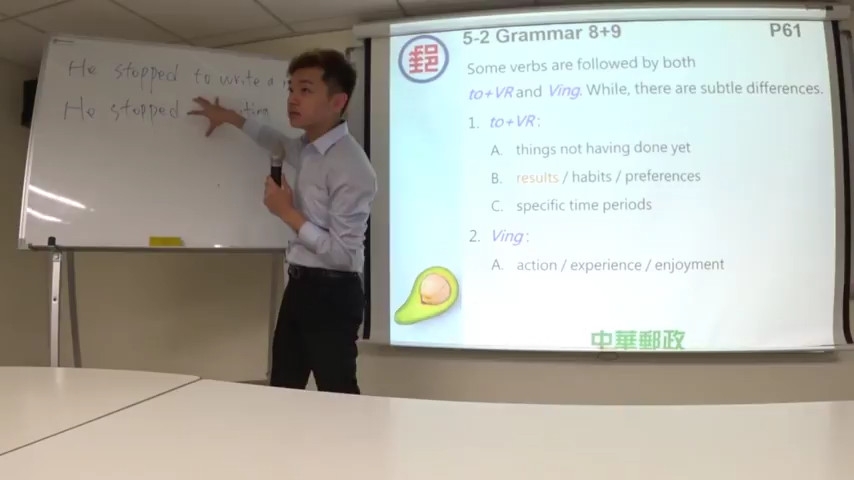 He stopped to write a
He stopped
郵
5-2 Grammar 8+9 P61
Some verbs are followed by both
to+VR and Ving. While, there are subtle differences.
1. to+VR:
A. things not having done yet
B. results / habits / preferences
C. specific time periods
2. Ving:
A. action / experience / enjoyment
中華郵政